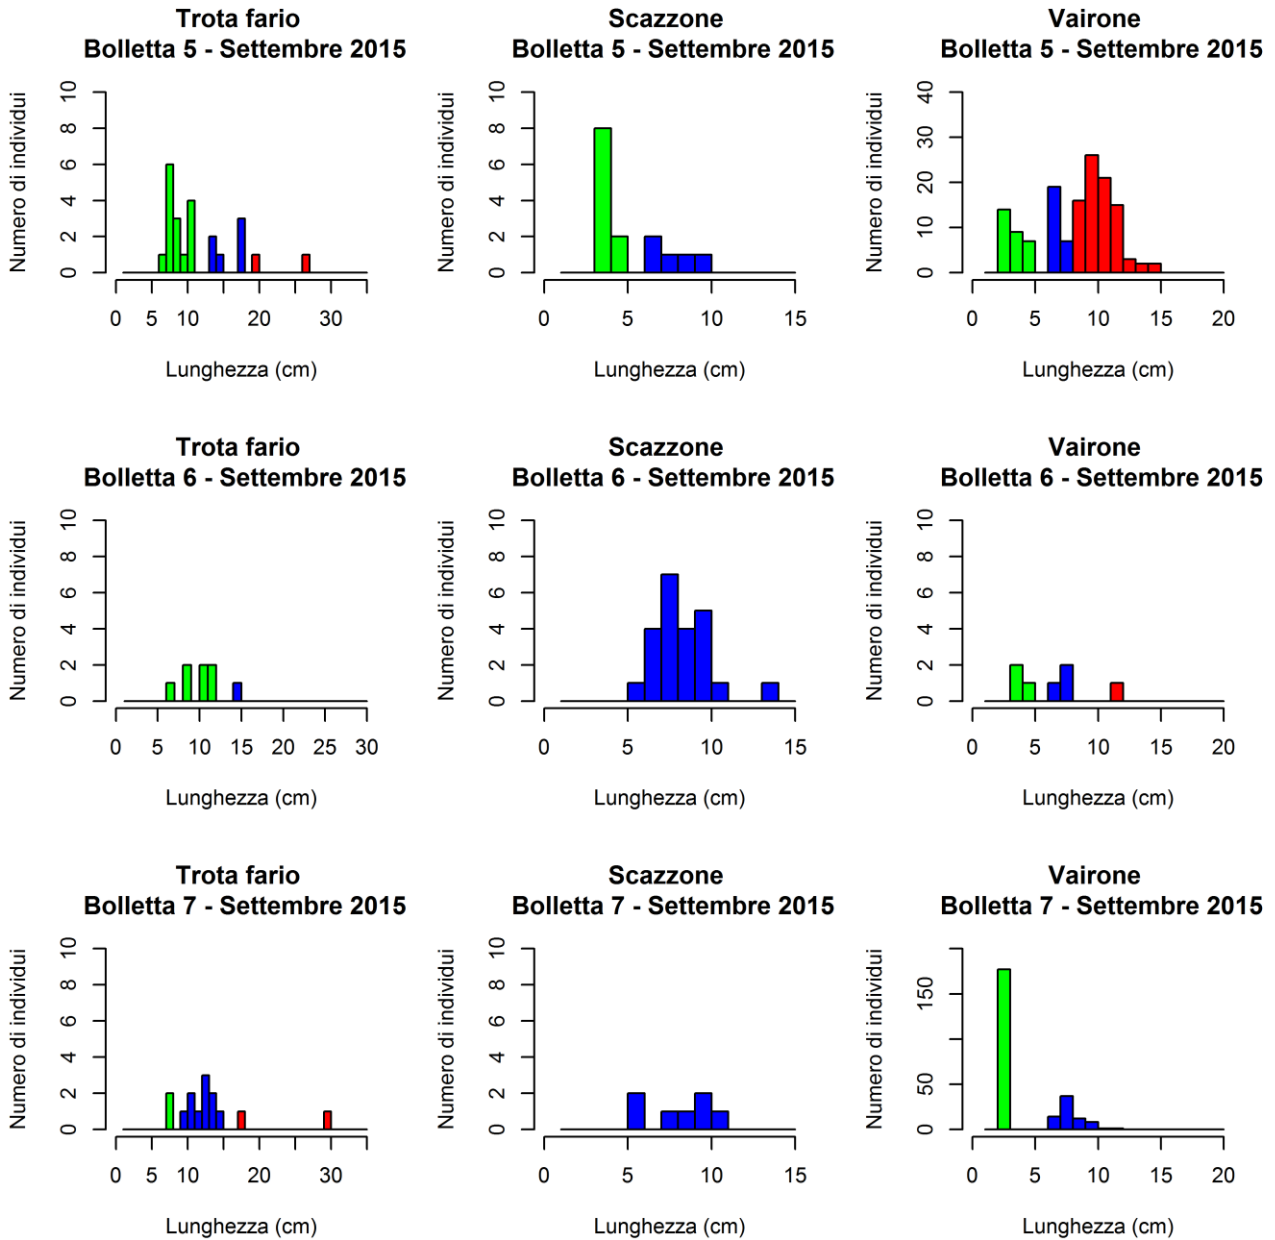 Trota fario
Bolletta 5 - Settembre 2015
Numero di individui
0 2 4 6 8 10
0 5 10 20 30
Lunghezza (cm)
Scazzone
Bolletta 5 - Settembre 2015
Numero di individui
0 2 4 6 8 10
0 5 10 15
Lunghezza (cm)
Vairone
Bolletta 5 - Settembre 2015
Numero di individui
0 10 20 30 40
0 5 10 15 20
Lunghezza (cm)
Trota fario
Bolletta 6 - Settembre 2015
Numero di individui
0 2 4 6 8 10
0 5 10 15 20 25 30
Lunghezza (cm)
Scazzone
Bolletta 6 - Settembre 2015
Numero di individui
0 2 4 6 8 10
0 5 10 15
Lunghezza (cm)
Vairone
Bolletta 6 - Settembre 2015
Numero di individui
0 2 4 6 8 10
0 5 10 15 20
Lunghezza (cm)
Trota fario
Bolletta 7 - Settembre 2015
Numero di individui
0 2 4 6 8 10
0 5 10 20 30
Lunghezza (cm)
Scazzone
Bolletta 7 - Settembre 2015
Numero di individui
0 2 4 6 8 10
0 5 10 15
Lunghezza (cm)
Vairone
Bolletta 7 - Settembre 2015
Numero di individui
0 50 150
0 5 10 15 20
Lunghezza (cm)